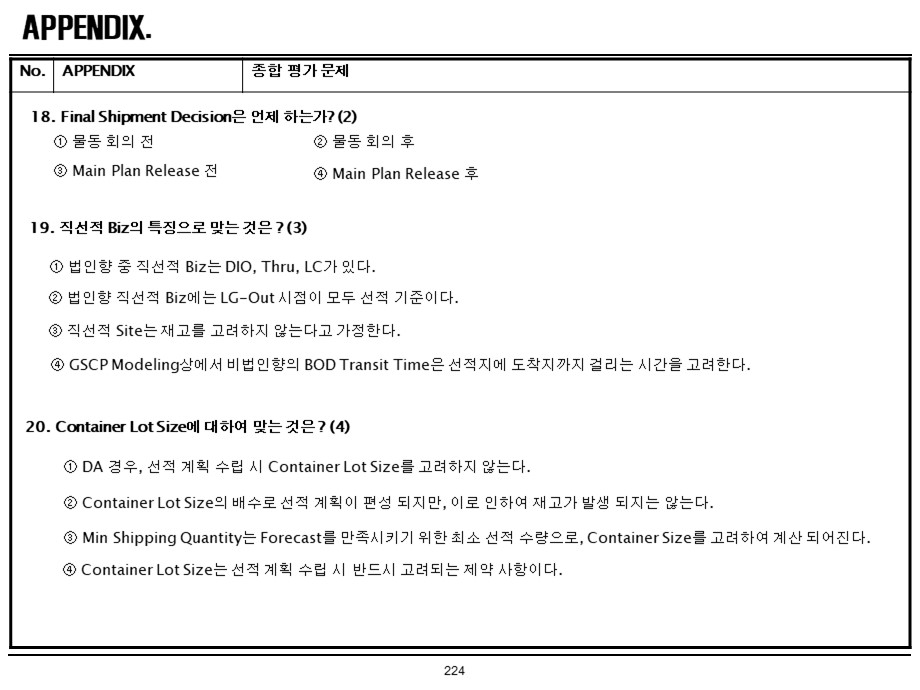 APPENDIX.
No. APPENDIX 종합 평가 문제
18. Final Shipment Decision은 언제 하는가? (2)
① 물동 회의 전 ② 물동 회의 후
③ Main Plan Release 전 ④ Main Plan Release 후
19. 직선적 Biz의 특징으로 맞는 것은 ? (3)
① 법인향 중 직선적 Biz는 DIO, Thru, LC가 있다.
② 법인향 직선적 Biz에는 LG-Out 시점이 모두 선적 기준이다.
③ 직선적 Site는 재고를 고려하지 않는다고 가정한다.
④ GSCP Modeling상에서 비법인향의 BOD Transit Time은 선적지에 도착지까지 걸리는 시간을 고려한다.
20. Container Lot Size에 대하여 맞는 것은 ? (4)
① DA 경우, 선적 계획 수립 시 Container Lot Size를 고려하지 않는다.
② Container Lot Size의 배수로 선적 계획이 편성 되지만, 이로 인하여 재고가 발생 되지는 않는다.
③ Min Shipping Quantity는 Forecast를 만족시키기 위한 최소 선적 수량으로, Container Size를 고려하여 계산 되어진다.
④ Container Lot Size는 선적 계획 수립 시 반드시 고려되는 제약 사항이다.
224